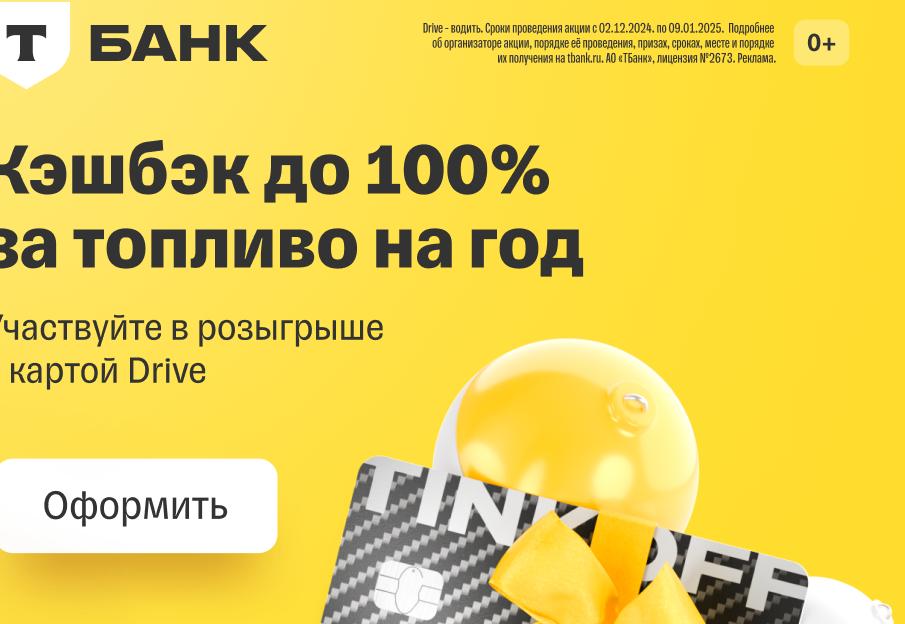 Т БАНК
Drive - водить. Сроки проведения акции с 02.12.2024. по 09.01.2025. Подробнее
об организаторе акции, порядке её проведения, призах, сроках, месте и порядке
их получения на tbank.ru. АО «ТБанк», лицензия №2673. Реклама.
0+
Кэшбэк до 100%
за топливо на год
Участвуйте в розыгрыше
картой Drive
Оформить
TINKOFF